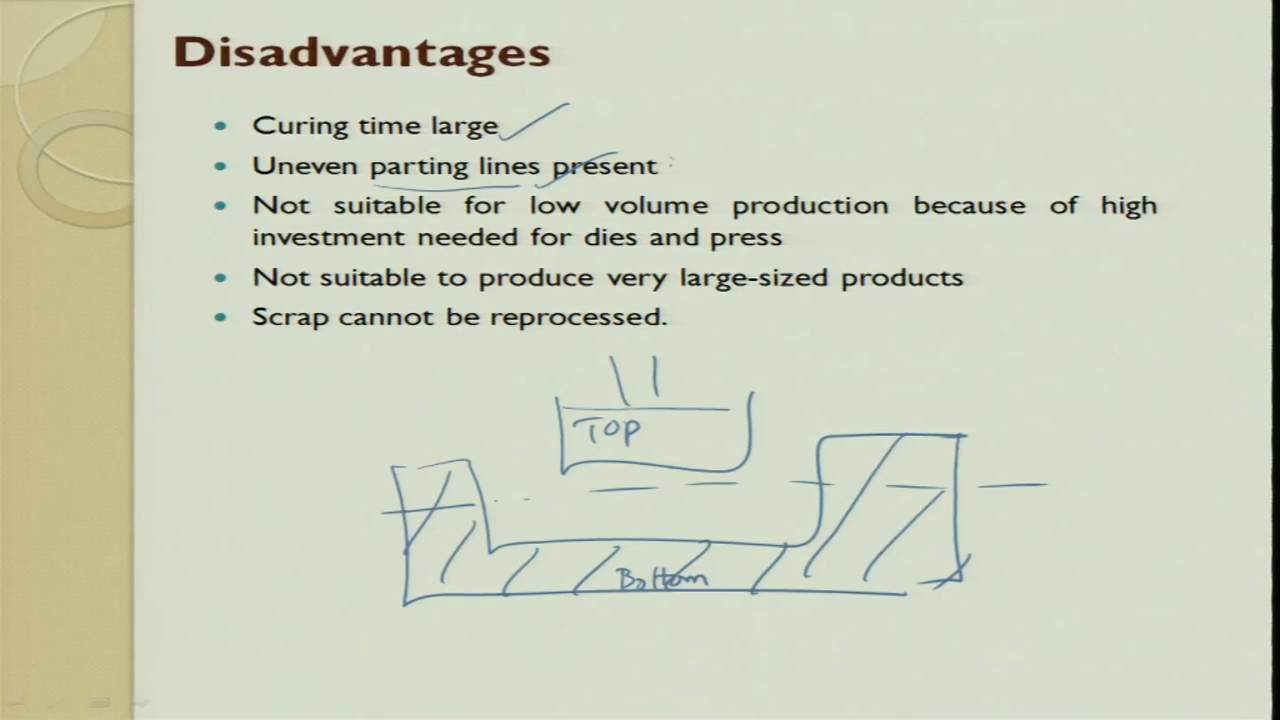 Disadvantages
• Curing time large
• Uneven parting lines present
• Not suitable for low volume production because of high
investment needed for dies and press
• Not suitable to produce very large-sized products
• Scrap cannot be reprocessed.
TOP
Bottom